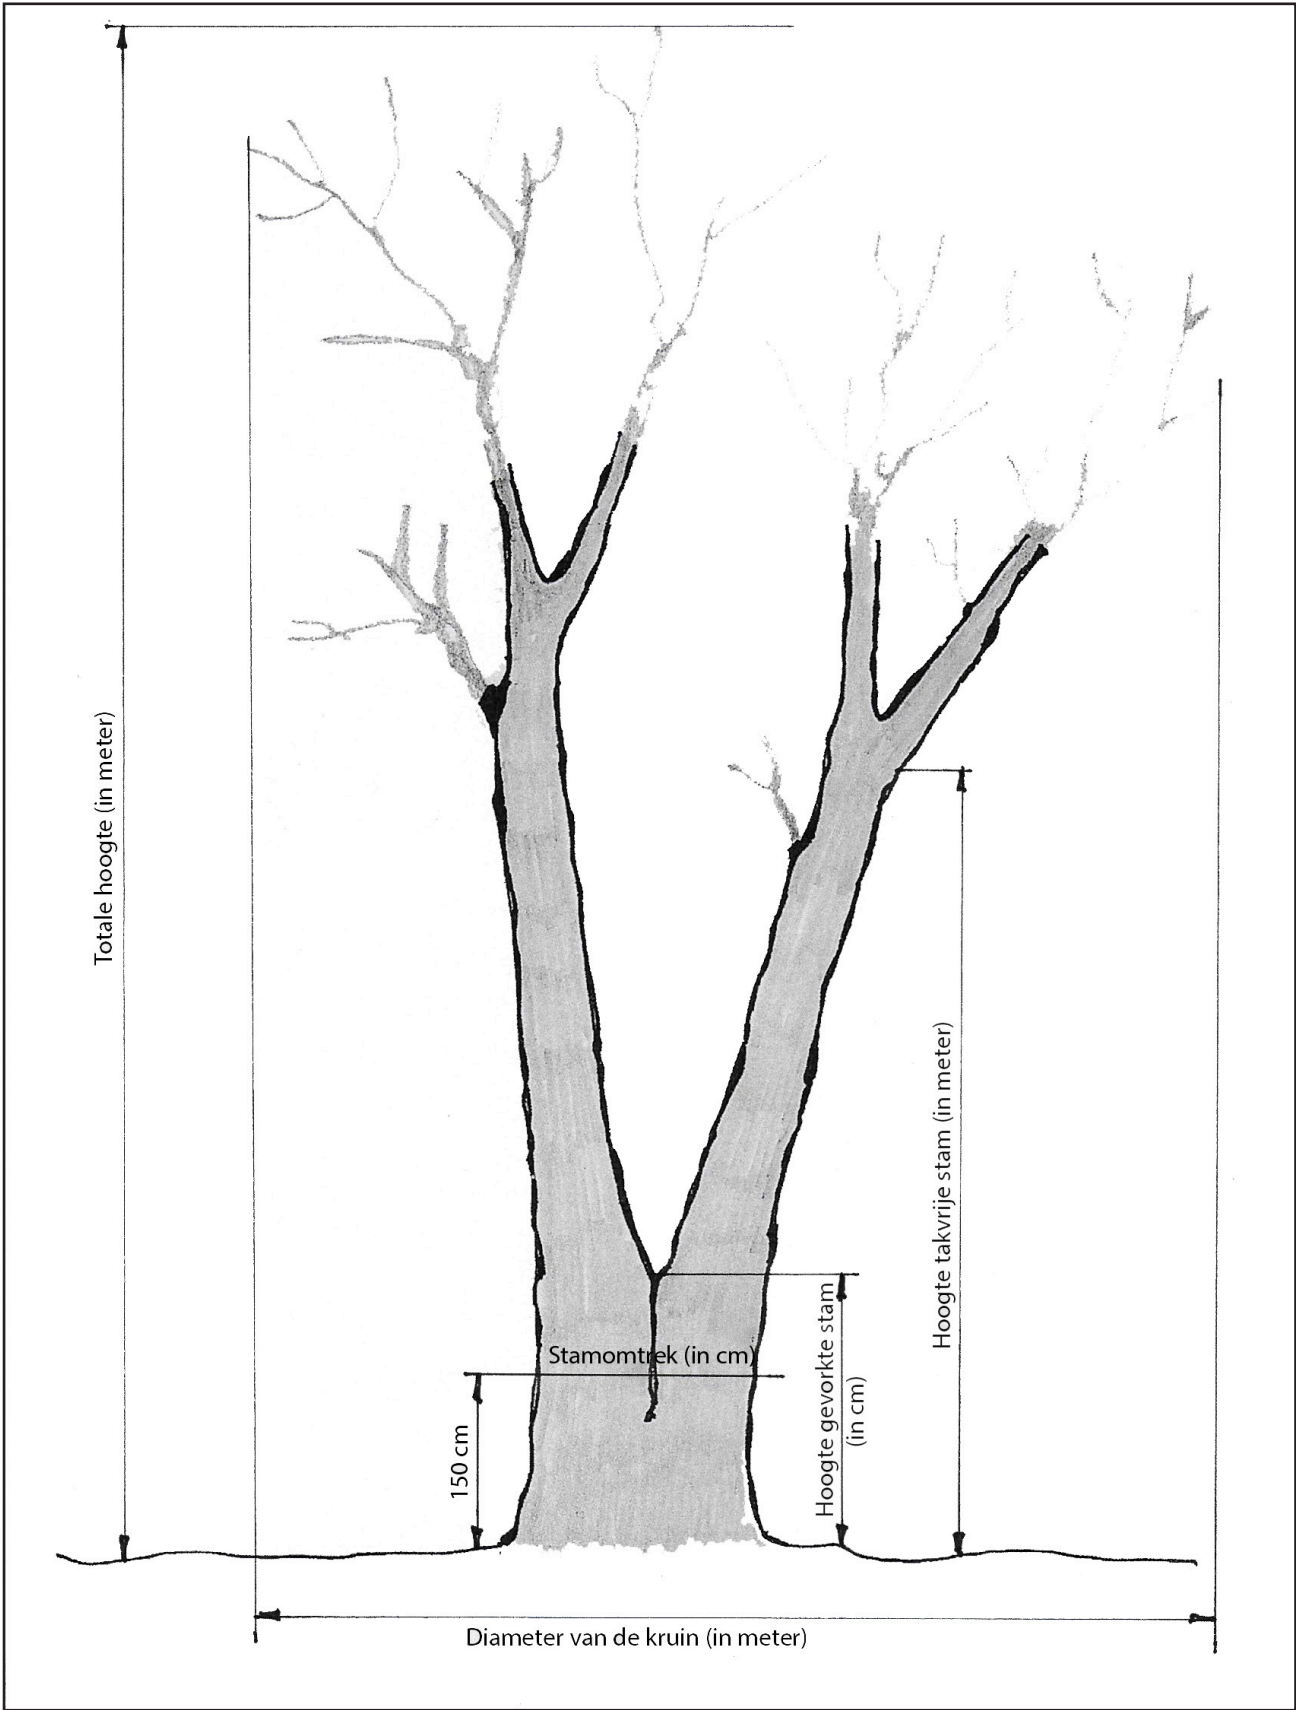 Totale hoogte (in meter)
Hoogte takvrije stam (in meter)
Hoogte gevorkte stam
(in cm)
Stamomtrek (in cm)
150 cm
Diameter van de kruin (in meter)